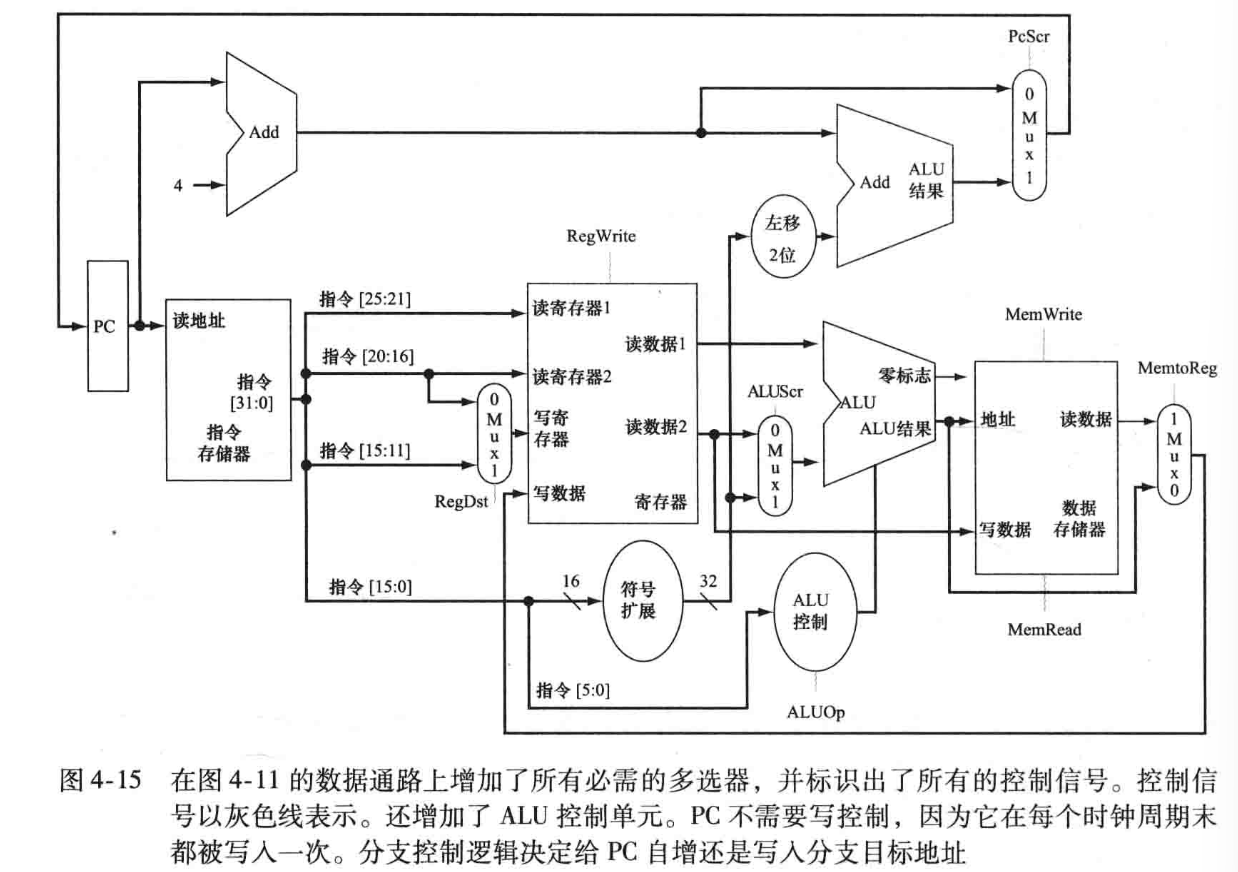 PcScr
0
M
u
x
1
Add
4
Add
ALU
结果
左移
2位
RegWrite
PC
读地址
指令
[31:0]
指令
存储器
指令 [25:21]
指令 [20:16]
指令 [15:11]
0
M
u
x
1
RegDst
读寄存器1
读寄存器2
写寄
存器
写数据
读数据1
读数据2
寄存器
ALUScr
0
M
u
x
1
零标志
ALU
ALU结果
MemWrite
地址
读数据
写数据
数据
存储器
MemRead
MemtoReg
1
M
u
x
0
指令 [15:0]
16
符号
扩展
32
ALU
控制
指令 [5:0]
ALUOp
图 4-15 在图 4-11 的数据通路上增加了所有必需的多选器，并标识出了所有的控制信号。控制信
号以灰色线表示。还增加了 ALU 控制单元。PC 不需要写控制，因为它在每个时钟周期末
都被写入一次。分支控制逻辑决定给 PC 自增还是写入分支目标地址